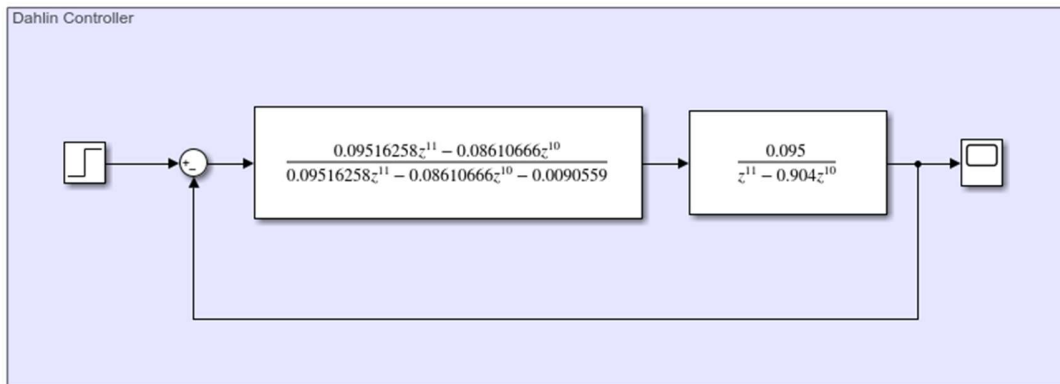 Dahlin Controller
+
−
0.09516258z¹¹ − 0.08610666z¹⁰
0.09516258z¹¹ − 0.08610666z¹⁰ − 0.0090559
0.095
z¹¹ − 0.904z¹⁰